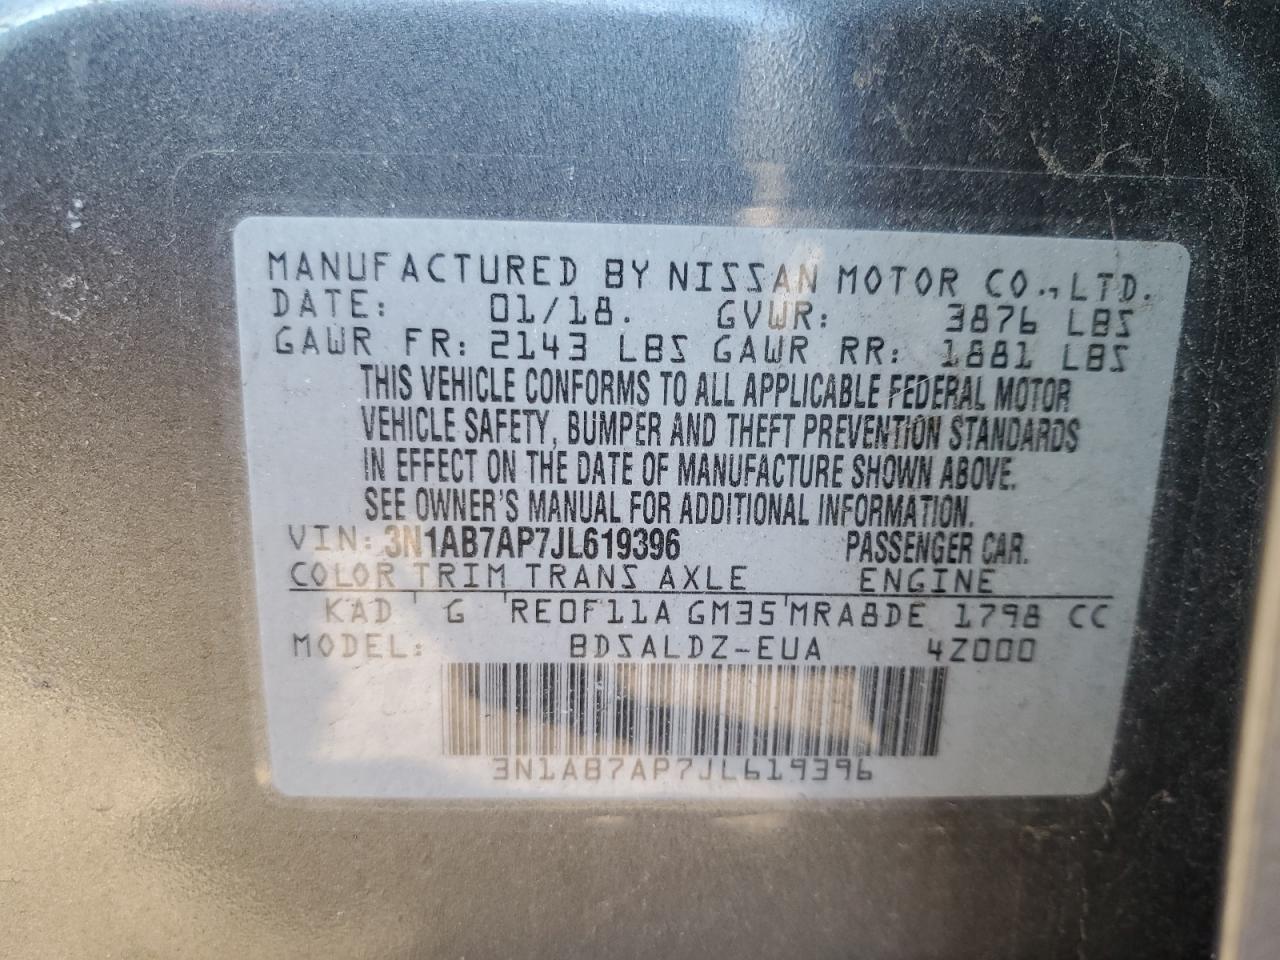 MANUFACTURED BY NISSAN MOTOR CO., LTD.
DATE: 01/18. GVWR: 3876 LBS
GAWR FR: 2143 LBS GAWR RR: 1881 LBS
THIS VEHICLE CONFORMS TO ALL APPLICABLE FEDERAL MOTOR
VEHICLE SAFETY, BUMPER AND THEFT PREVENTION STANDARDS
IN EFFECT ON THE DATE OF MANUFACTURE SHOWN ABOVE.
SEE OWNER'S MANUAL FOR ADDITIONAL INFORMATION.
VIN: 3N1AB7AP7JL619396 PASSENGER CAR.
COLOR TRIM TRANS AXLE ENGINE
KAD G RE0F11A GM35 MRA8DE 1798 CC
MODEL: BDSALDZ-EUA 4Z000
3N1AB7AP7JL619396